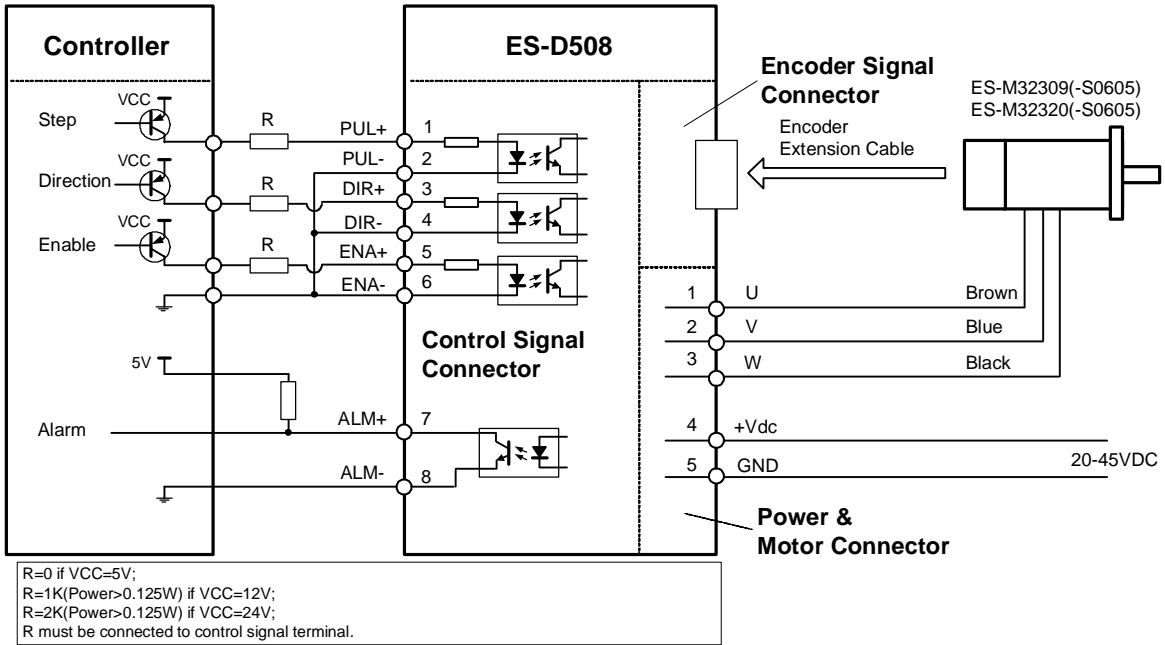 Controller
ES-D508
Encoder Signal
Connector
ES-M32309(-S0605)
ES-M32320(-S0605)
Encoder
Extension Cable
VCC
Step
R
PUL+
1
PUL-
2
VCC
Direction
R
DIR+
3
DIR-
4
VCC
Enable
R
ENA+
5
ENA-
6
1 U Brown
2 V Blue
3 W Black
Control Signal
Connector
5V
Alarm
ALM+
7
ALM-
8
4 +Vdc
5 GND
20-45VDC
Power &
Motor Connector
R=0 if VCC=5V;
R=1K(Power>0.125W) if VCC=12V;
R=2K(Power>0.125W) if VCC=24V;
R must be connected to control signal terminal.